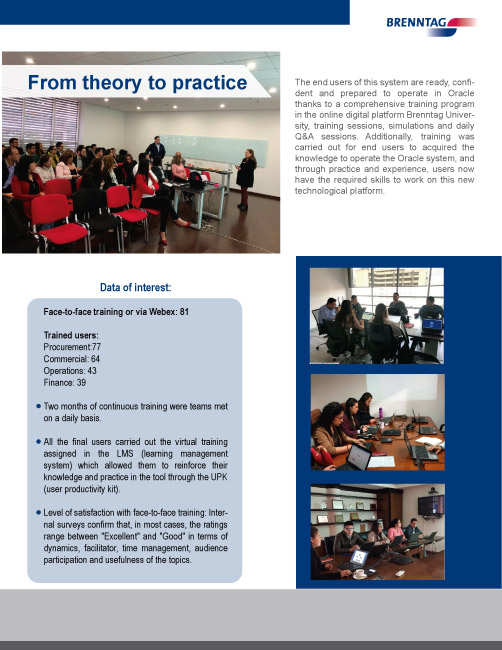 BRENNTAG
From theory to practice
The end users of this system are ready, confi-
dent and prepared to operate in Oracle
thanks to a comprehensive training program
in the online digital platform Brenntag Univer-
sity, training sessions, simulations and daily
Q&A sessions. Additionally, training was
carried out for end users to acquired the
knowledge to operate the Oracle system, and
through practice and experience, users now
have the required skills to work on this new
technological platform.
Data of interest:
Face-to-face training or via Webex: 81
Trained users:
Procurement:77
Commercial: 64
Operations: 43
Finance: 39
• Two months of continuous training were teams met
on a daily basis.
• All the final users carried out the virtual training
assigned in the LMS (learning management
system) which allowed them to reinforce their
knowledge and practice in the tool through the UPK
(user productivity kit).
• Level of satisfaction with face-to-face training: Inter-
nal surveys confirm that, in most cases, the ratings
range between "Excellent" and "Good" in terms of
dynamics, facilitator, time management, audience
participation and usefulness of the topics.